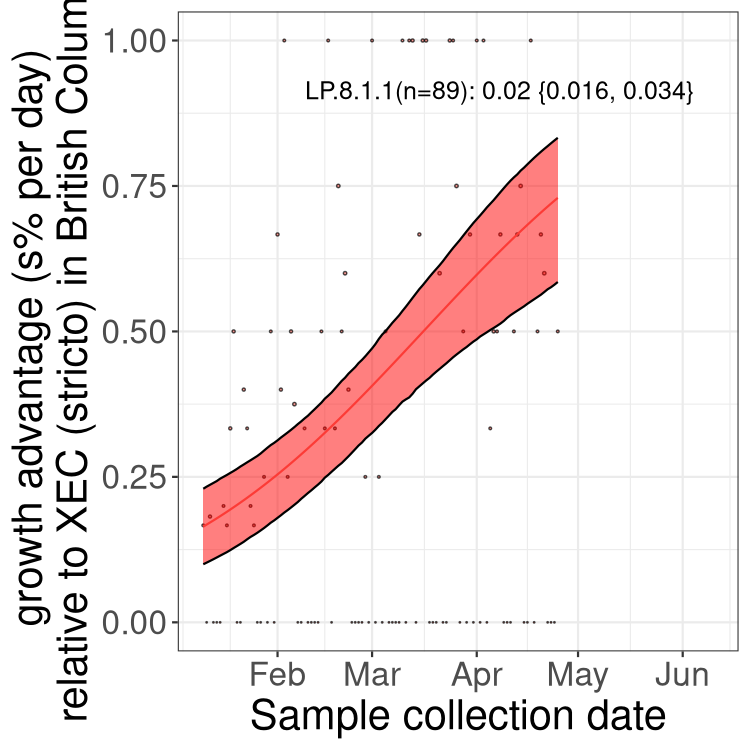 growth advantage (s% per day)
relative to XEC (stricto) in British Colum
1.00
0.75
0.50
0.25
0.00
LP.8.1.1(n=89): 0.02 {0.016, 0.034}
Feb Mar Apr May Jun
Sample collection date